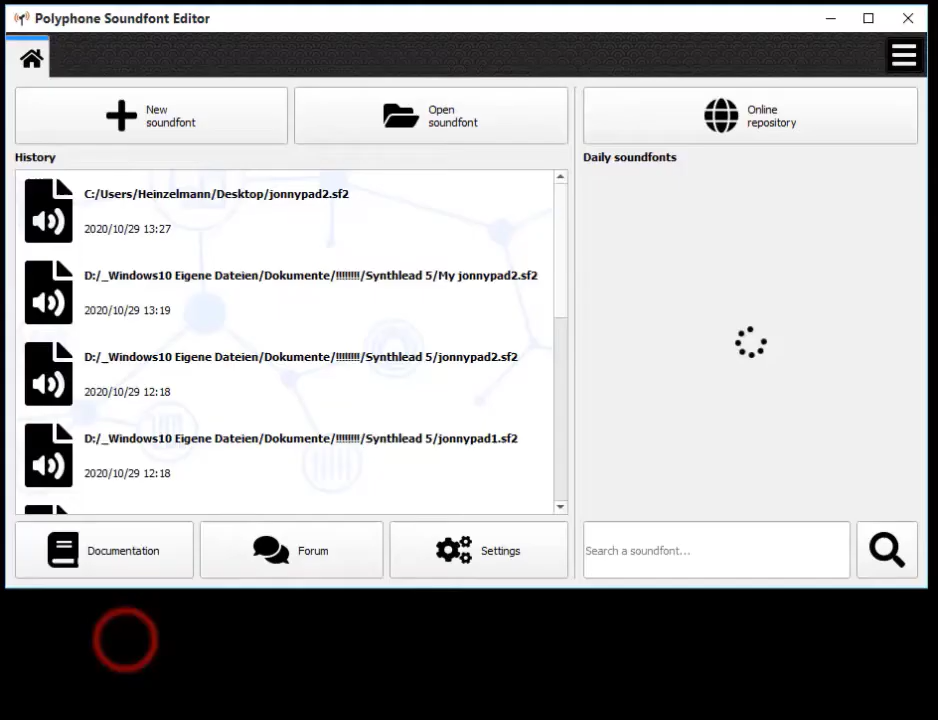 Polyphone Soundfont Editor
New
soundfont
Open
soundfont
Online
repository
History
Daily soundfonts
C:/Users/Heinzelmann/Desktop/jonnypad2.sf2
2020/10/29 13:27
D:/_Windows10 Eigene Dateien/Dokumente/!!!!!!!!/Synthlead 5/My jonnypad2.sf2
2020/10/29 13:19
D:/_Windows10 Eigene Dateien/Dokumente/!!!!!!!!/Synthlead 5/jonnypad2.sf2
2020/10/29 12:18
D:/_Windows10 Eigene Dateien/Dokumente/!!!!!!!!/Synthlead 5/jonnypad1.sf2
2020/10/29 12:18
Documentation
Forum
Settings
Search a soundfont...